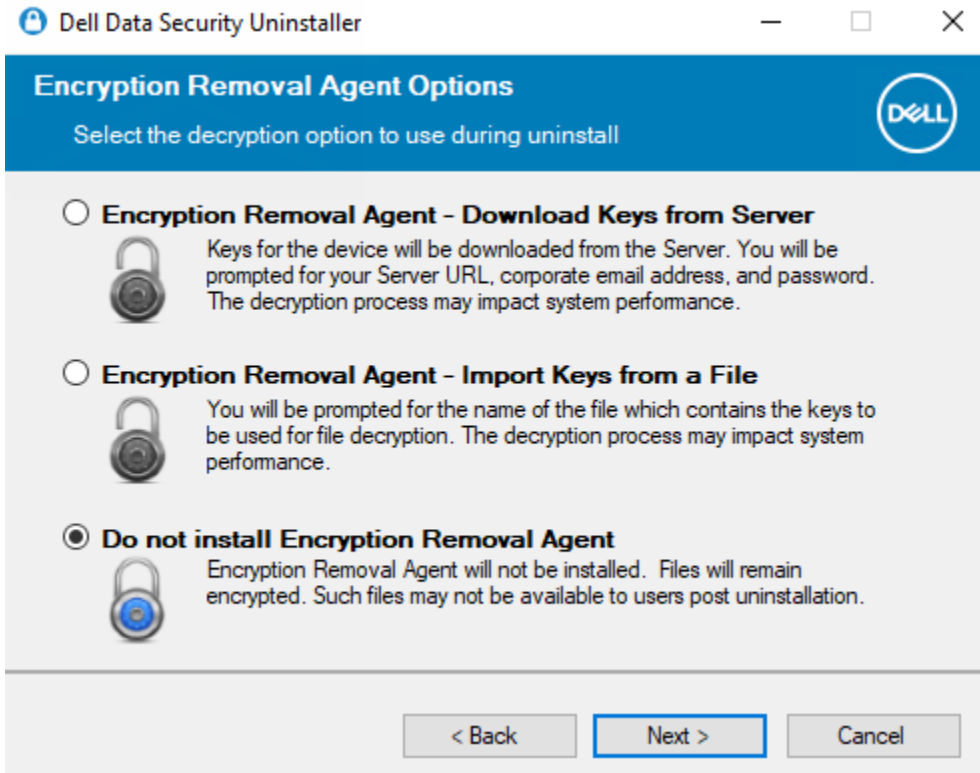 Dell Data Security Uninstaller
Encryption Removal Agent Options
Select the decryption option to use during uninstall
DELL
Encryption Removal Agent - Download Keys from Server
Keys for the device will be downloaded from the Server. You will be
prompted for your Server URL, corporate email address, and password.
The decryption process may impact system performance.
Encryption Removal Agent - Import Keys from a File
You will be prompted for the name of the file which contains the keys to
be used for file decryption. The decryption process may impact system
performance.
Do not install Encryption Removal Agent
Encryption Removal Agent will not be installed.  Files will remain
encrypted. Such files may not be available to users post uninstallation.
< Back
Next >
Cancel